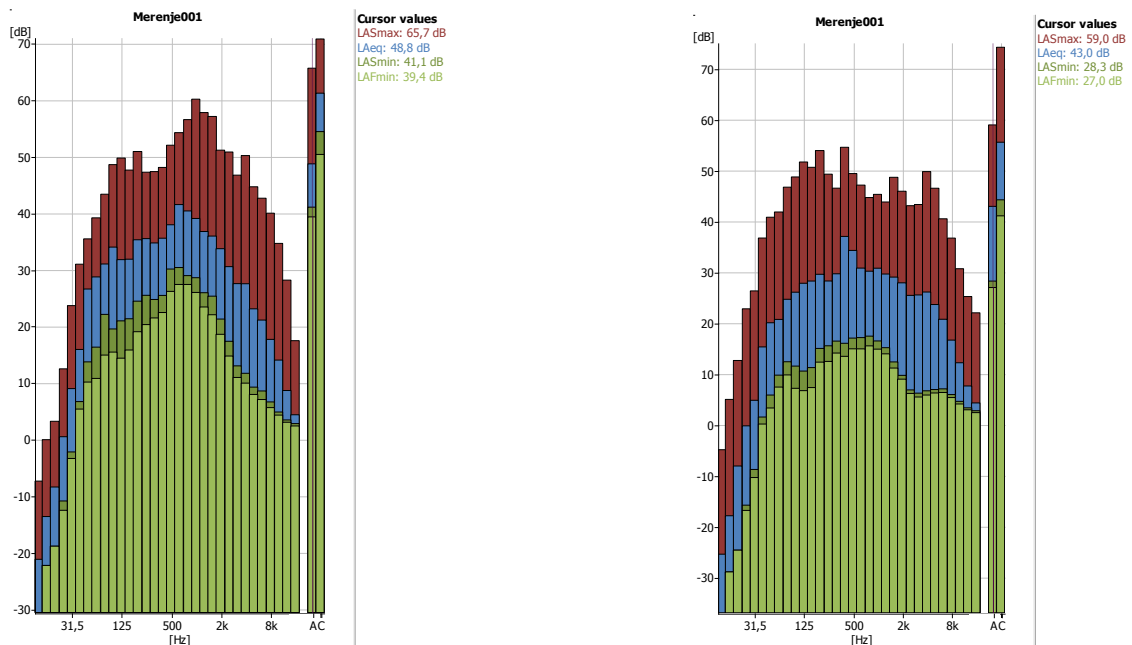 Merenje001
[dB]
70
60
50
40
30
20
10
0
-10
-20
-30
31,5 125 500 2k 8k AC
[Hz]
Cursor values
LASmax: 65,7 dB
LAeq: 48,8 dB
LASmin: 41,1 dB
LAFmin: 39,4 dB
Merenje001
[dB]
70
60
50
40
30
20
10
0
-10
-20
-30
31,5 125 500 2k 8k AC
[Hz]
Cursor values
LASmax: 59,0 dB
LAeq: 43,0 dB
LASmin: 28,3 dB
LAFmin: 27,0 dB